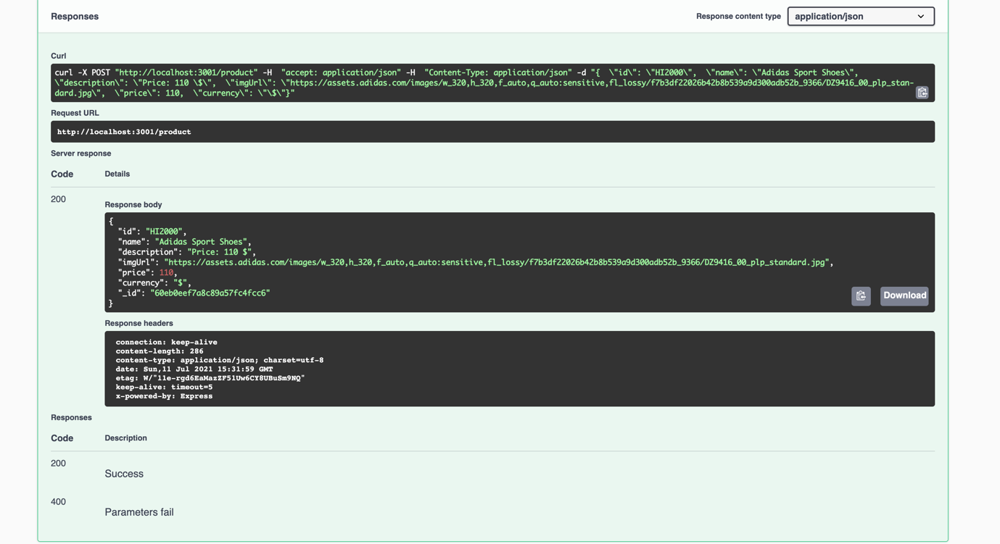 Responses
Response content type
application/json
Curl
curl -X POST "http://localhost:3001/product" -H  "accept: application/json" -H  "Content-Type: application/json" -d "{  \"id\": \"HI2000\",  \"name\": \"Adidas Sport Shoes\",
\"description\": \"Price: 110 \$\",  \"imgUrl\": \"https://assets.adidas.com/images/w_320,h_320,f_auto,q_auto:sensitive,fl_lossy/f7b3df22026b42b8b539a9d300adb52b_9366/DZ9416_00_plp_stan-
dard.jpg\",  \"price\": 110,  \"currency\": \"\$\"}"
Request URL
http://localhost:3001/product
Server response
Code
Details
200
Response body
{
"id": "HI2000",
"name": "Adidas Sport Shoes",
"description": "Price: 110 $",
"imgUrl": "https://assets.adidas.com/images/w_320,h_320,f_auto,q_auto:sensitive,fl_lossy/f7b3df22026b42b8b539a9d300adb52b_9366/DZ9416_00_plp_standard.jpg",
"price": 110,
"currency": "$",
"_id": "60eb0eef7a8c89a57fc4fcc6"
}
Download
Response headers
connection: keep-alive
content-length: 286
content-type: application/json; charset=utf-8
date: Sun,11 Jul 2021 15:31:59 GMT
etag: W/"11e-rgd6EaMazZF51Uw6CY8UBuSm9NQ"
keep-alive: timeout=5
x-powered-by: Express
Responses
Code
Description
200
Success
400
Parameters fail